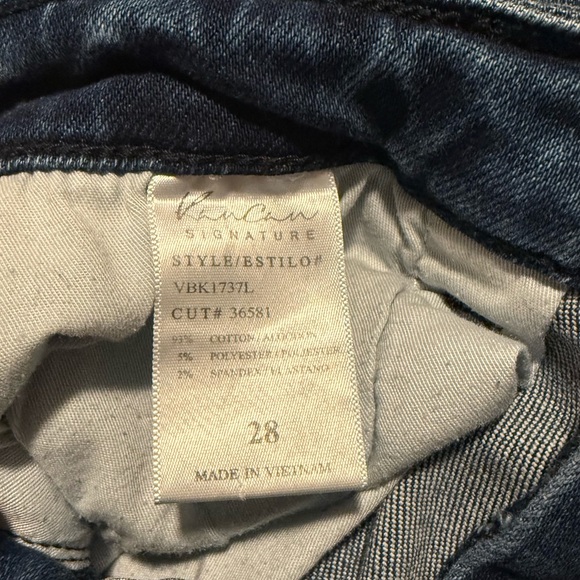 KanCan
SIGNATURE
STYLE/ESTILO#
VBK1737L
CUT# 36581
93% COTTON/ALGODON
5% POLYESTER/POLIESTER
2% SPANDEX/ELASTANO
28
MADE IN VIETNAM